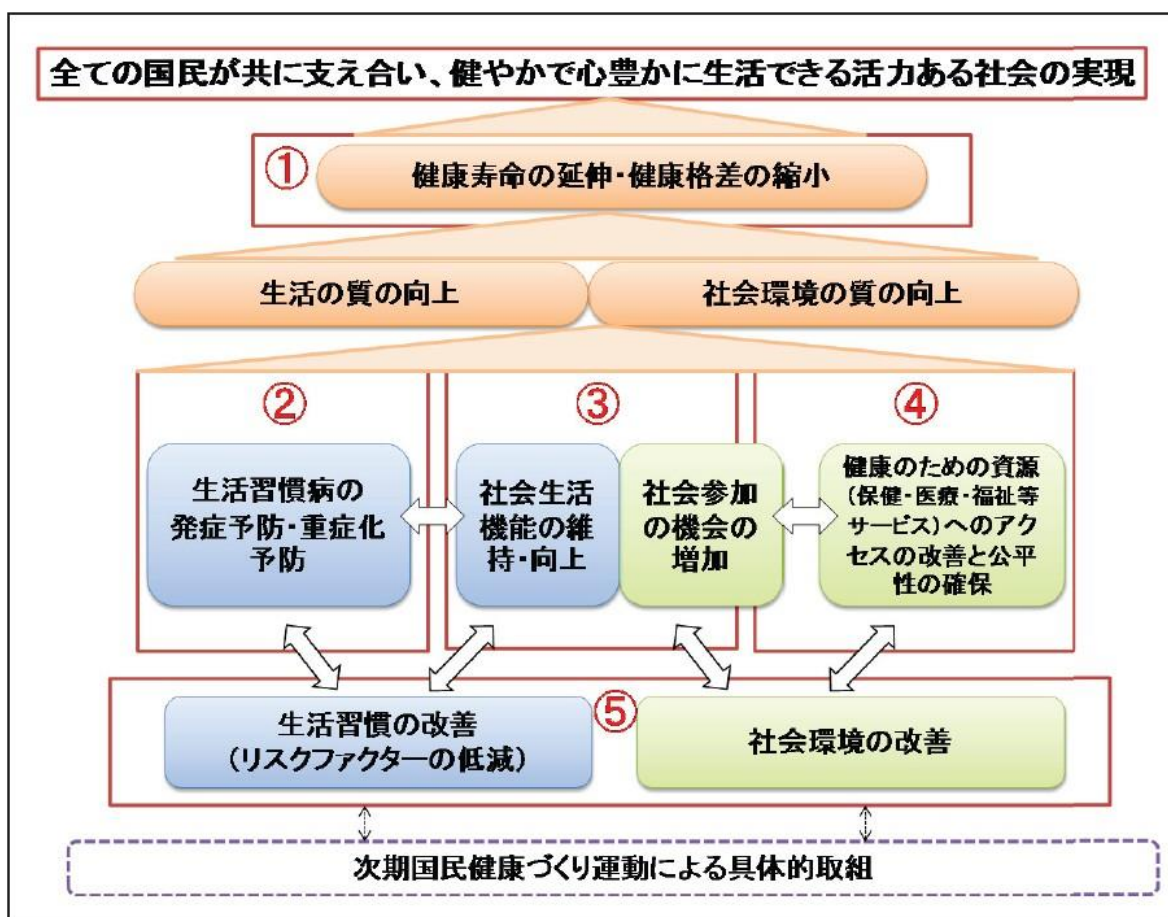 全ての国民が共に支え合い、健やかで心豊かに生活できる活力ある社会の実現
①
健康寿命の延伸・健康格差の縮小
生活の質の向上
社会環境の質の向上
②
生活習慣病の
発症予防・重症化
予防
③
社会生活
機能の維
持・向上
社会参加
の機会の
増加
④
健康のための資源
(保健・医療・福祉等
サービス)へのアク
セスの改善と公平
性の確保
⑤
生活習慣の改善
(リスクファクターの低減)
社会環境の改善
次期国民健康づくり運動による具体的取組